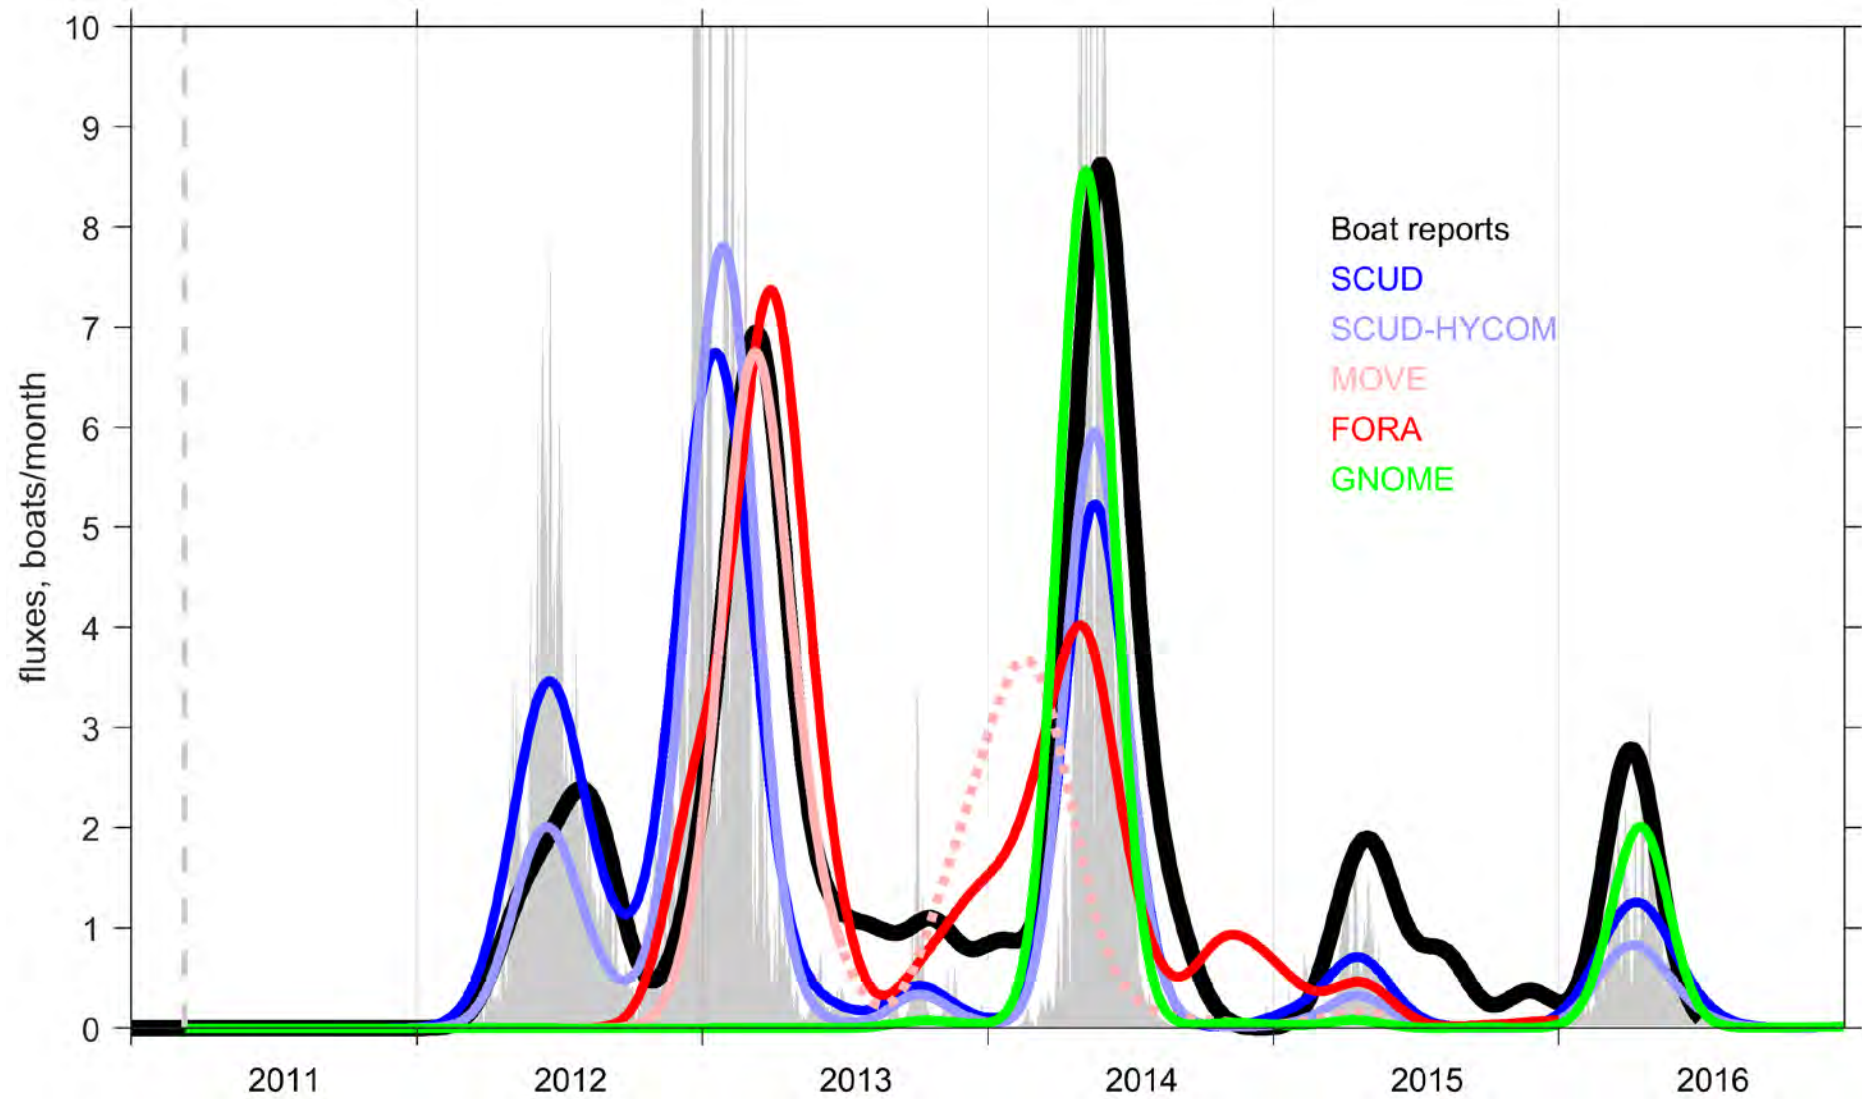 10
9
8
7
6
5
4
3
2
1
0
fluxes, boats/month
Boat reports
SCUD
SCUD-HYCOM
MOVE
FORA
GNOME
2011
2012
2013
2014
2015
2016